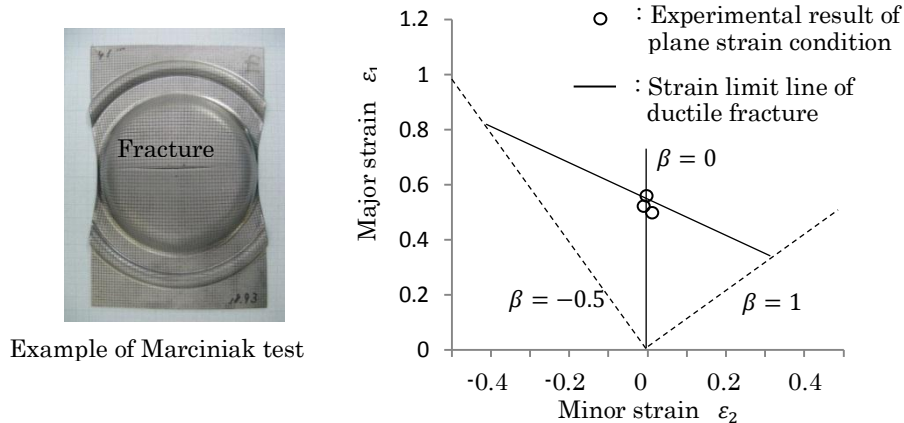 Fracture
Example of Marciniak test
: Experimental result of
plane strain condition
: Strain limit line of
ductile fracture
Major strain ε₁
1.2
1
0.8
0.6
0.4
0.2
0
β = 0
β = −0.5
β = 1
-0.4
-0.2
0
0.2
0.4
Minor strain ε₂